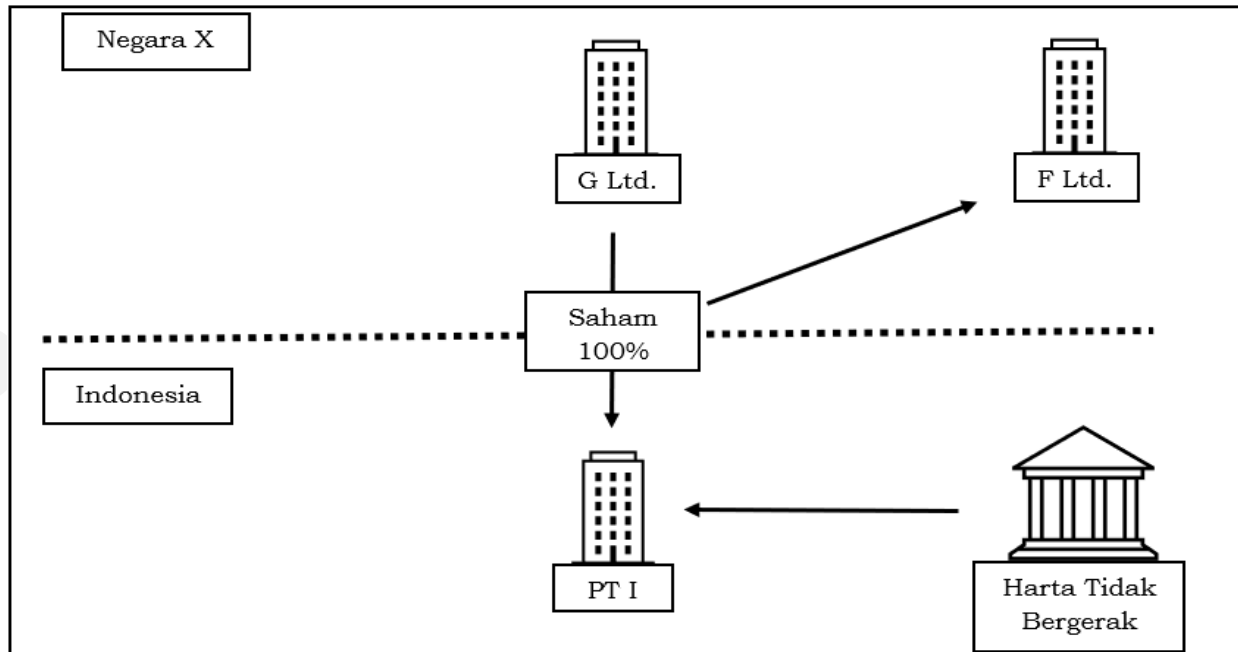 Negara X
G Ltd.
F Ltd.
Saham
100%
Indonesia
PT I
Harta Tidak
Bergerak